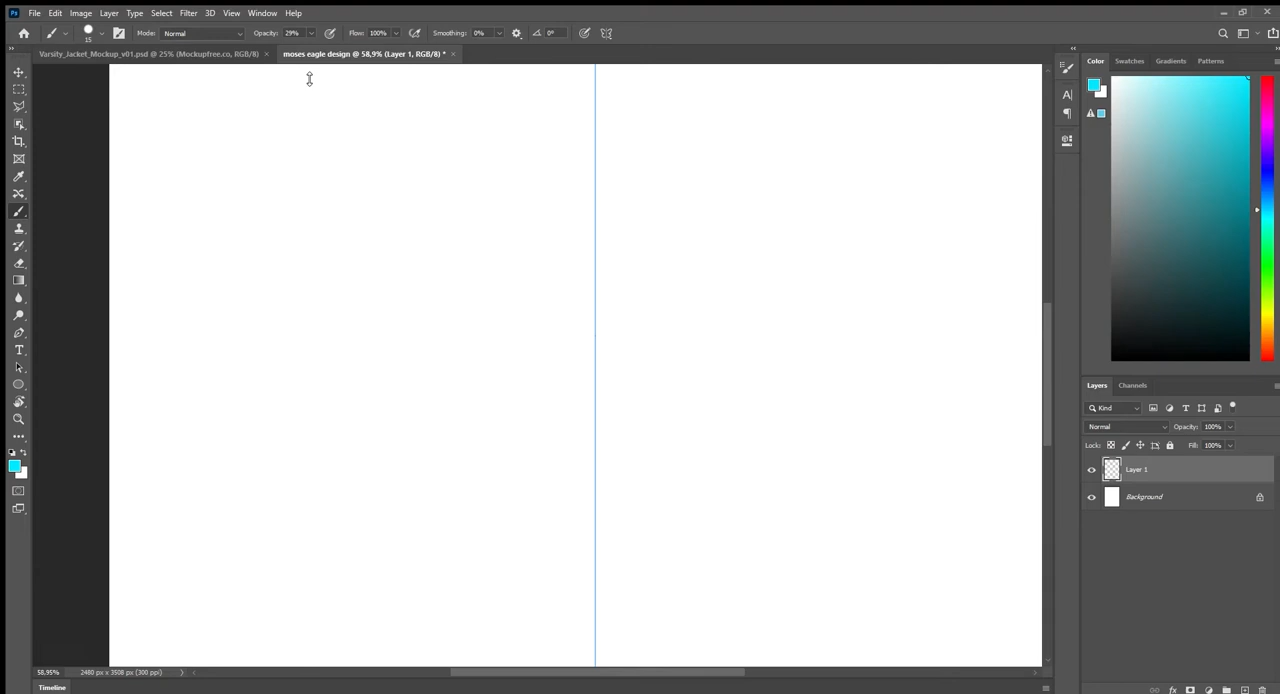 Ps File Edit Image Layer Type Select Filter 3D View Window Help
15 Mode: Normal Opacity: 29% Flow: 100% Smoothing: 0% 0°
Varsity_Jacket_Mockup_v01.psd @ 25% (Mockupfree.co, RGB/8) × moses eagle design @ 58,9% (Layer 1, RGB/8) * ×
Color Swatches Gradients Patterns
Layers Channels
Kind
Normal Opacity: 100%
Lock: Fill: 100%
Layer 1
Background
58,95% 2480 px x 3508 px (300 ppi)
Timeline